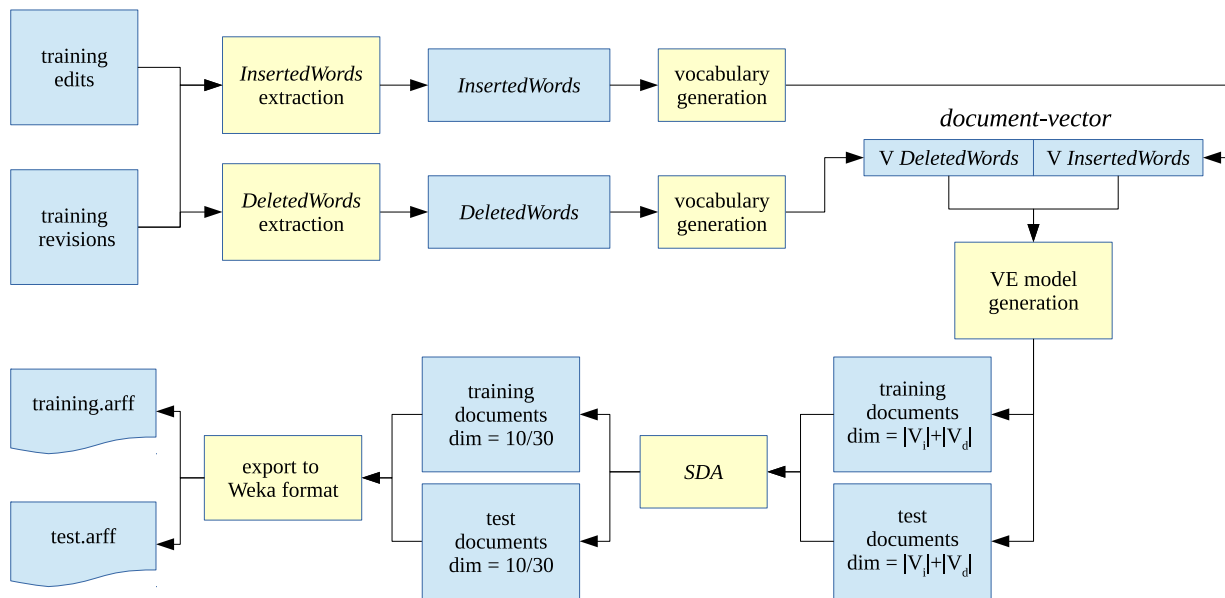 training
edits
InsertedWords
extraction
InsertedWords
vocabulary
generation
document-vector
V DeletedWords
V InsertedWords
training
revisions
DeletedWords
extraction
DeletedWords
vocabulary
generation
VE model
generation
training.arff
test.arff
export to
Weka format
training
documents
dim = 10/30
test
documents
dim = 10/30
SDA
training
documents
dim = |Vi|+|Vd|
test
documents
dim = |Vi|+|Vd|